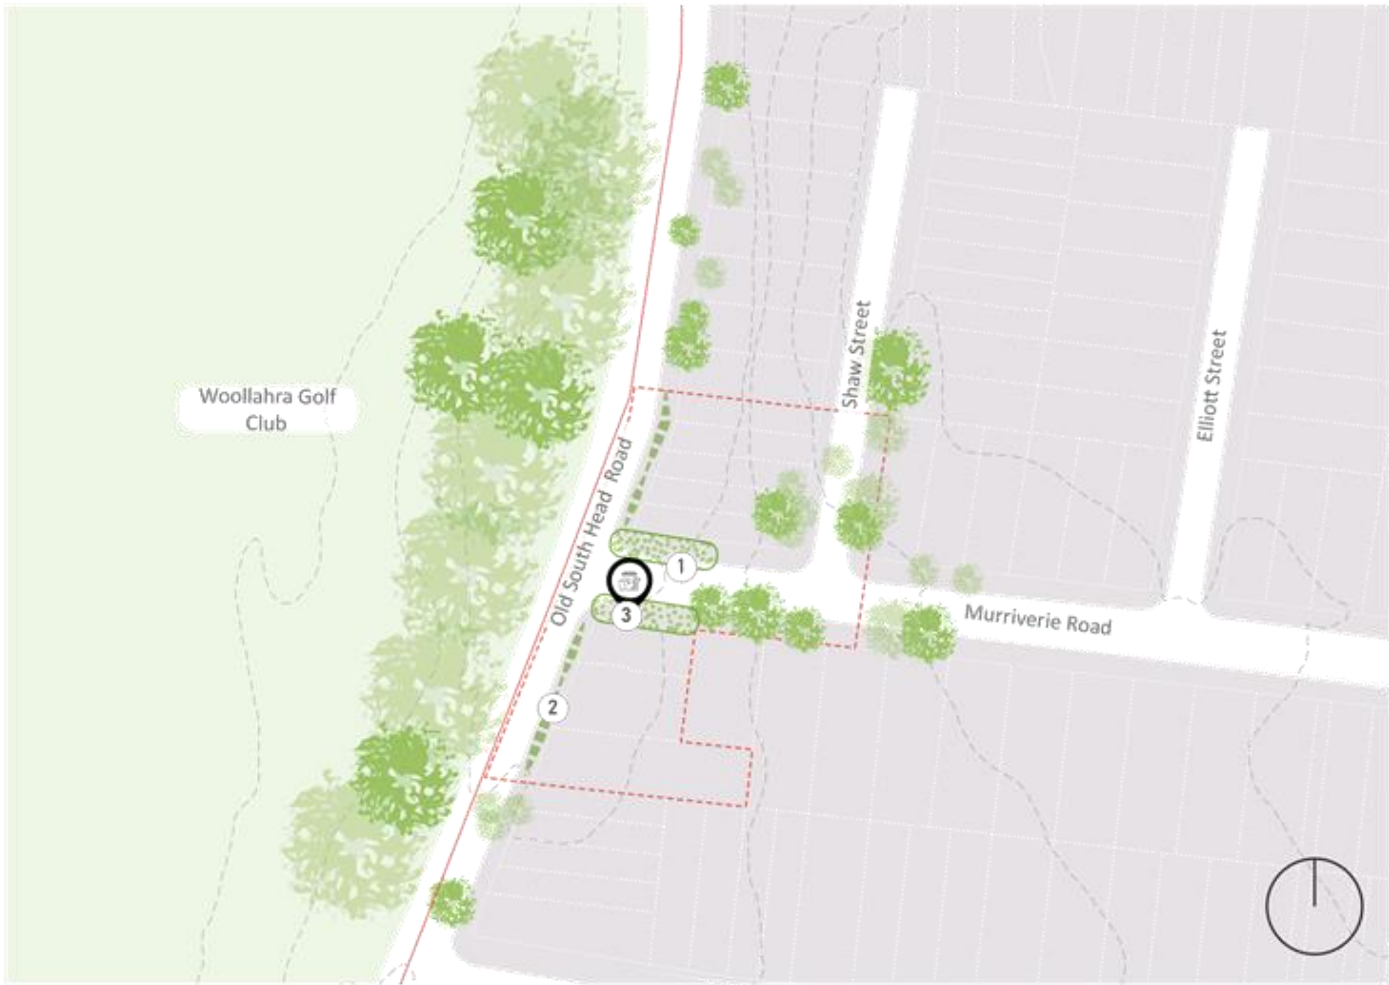 Woollahra Golf
Club
Old South Head Road
Shaw Street
Elliott Street
Murriverie Road
1
3
2